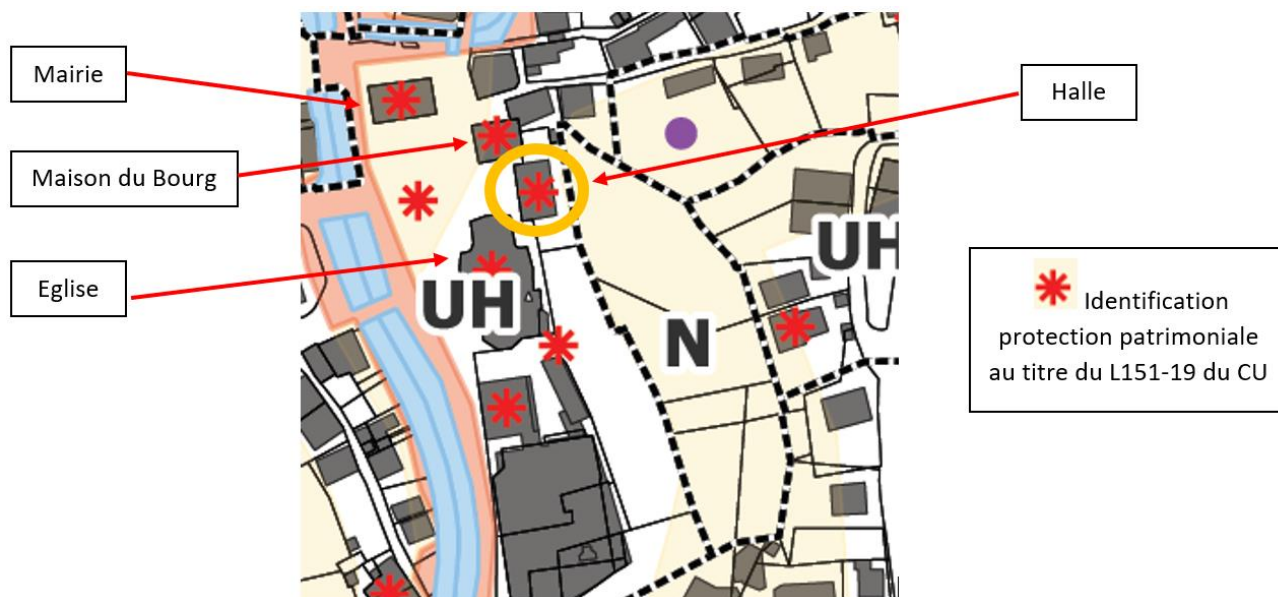 Mairie
Halle
Maison du Bourg
Eglise
UH
UH
N
Identification
protection patrimoniale
au titre du L151-19 du CU